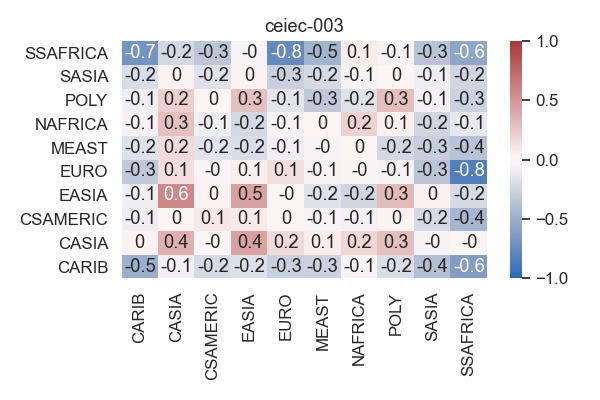 ceiec-003
SSAFRICA -0.7 -0.2 -0.3 -0 -0.8 -0.5 0.1 -0.1 -0.3 -0.6
SASIA -0.2 0 -0.2 0 -0.3 -0.2 -0.1 0 -0.1 -0.2
POLY -0.1 0.2 0 0.3 -0.1 -0.3 -0.2 0.3 -0.1 -0.3
NAFRICA -0.1 0.3 -0.1 -0.2 -0.1 0 0.2 0.1 -0.2 -0.1
MEAST -0.2 0.2 -0.2 -0.2 -0.1 -0 0 -0.2 -0.3 -0.4
EURO -0.3 0.1 -0 0.1 0.1 -0.1 -0 -0.1 -0.3 -0.8
EASIA -0.1 0.6 0 0.5 -0 -0.2 -0.2 0.3 0 -0.2
CSAMERIC -0.1 0 0.1 0.1 0 -0.1 -0.1 0 -0.2 -0.4
CASIA 0 0.4 -0 0.4 0.2 0.1 0.2 0.3 -0 -0
CARIB -0.5 -0.1 -0.2 -0.2 -0.3 -0.3 -0.1 -0.2 -0.4 -0.6
CARIB CASIA CSAMERIC EASIA EURO MEAST NAFRICA POLY SASIA SSAFRICA
1.0
0.5
0.0
−0.5
−1.0